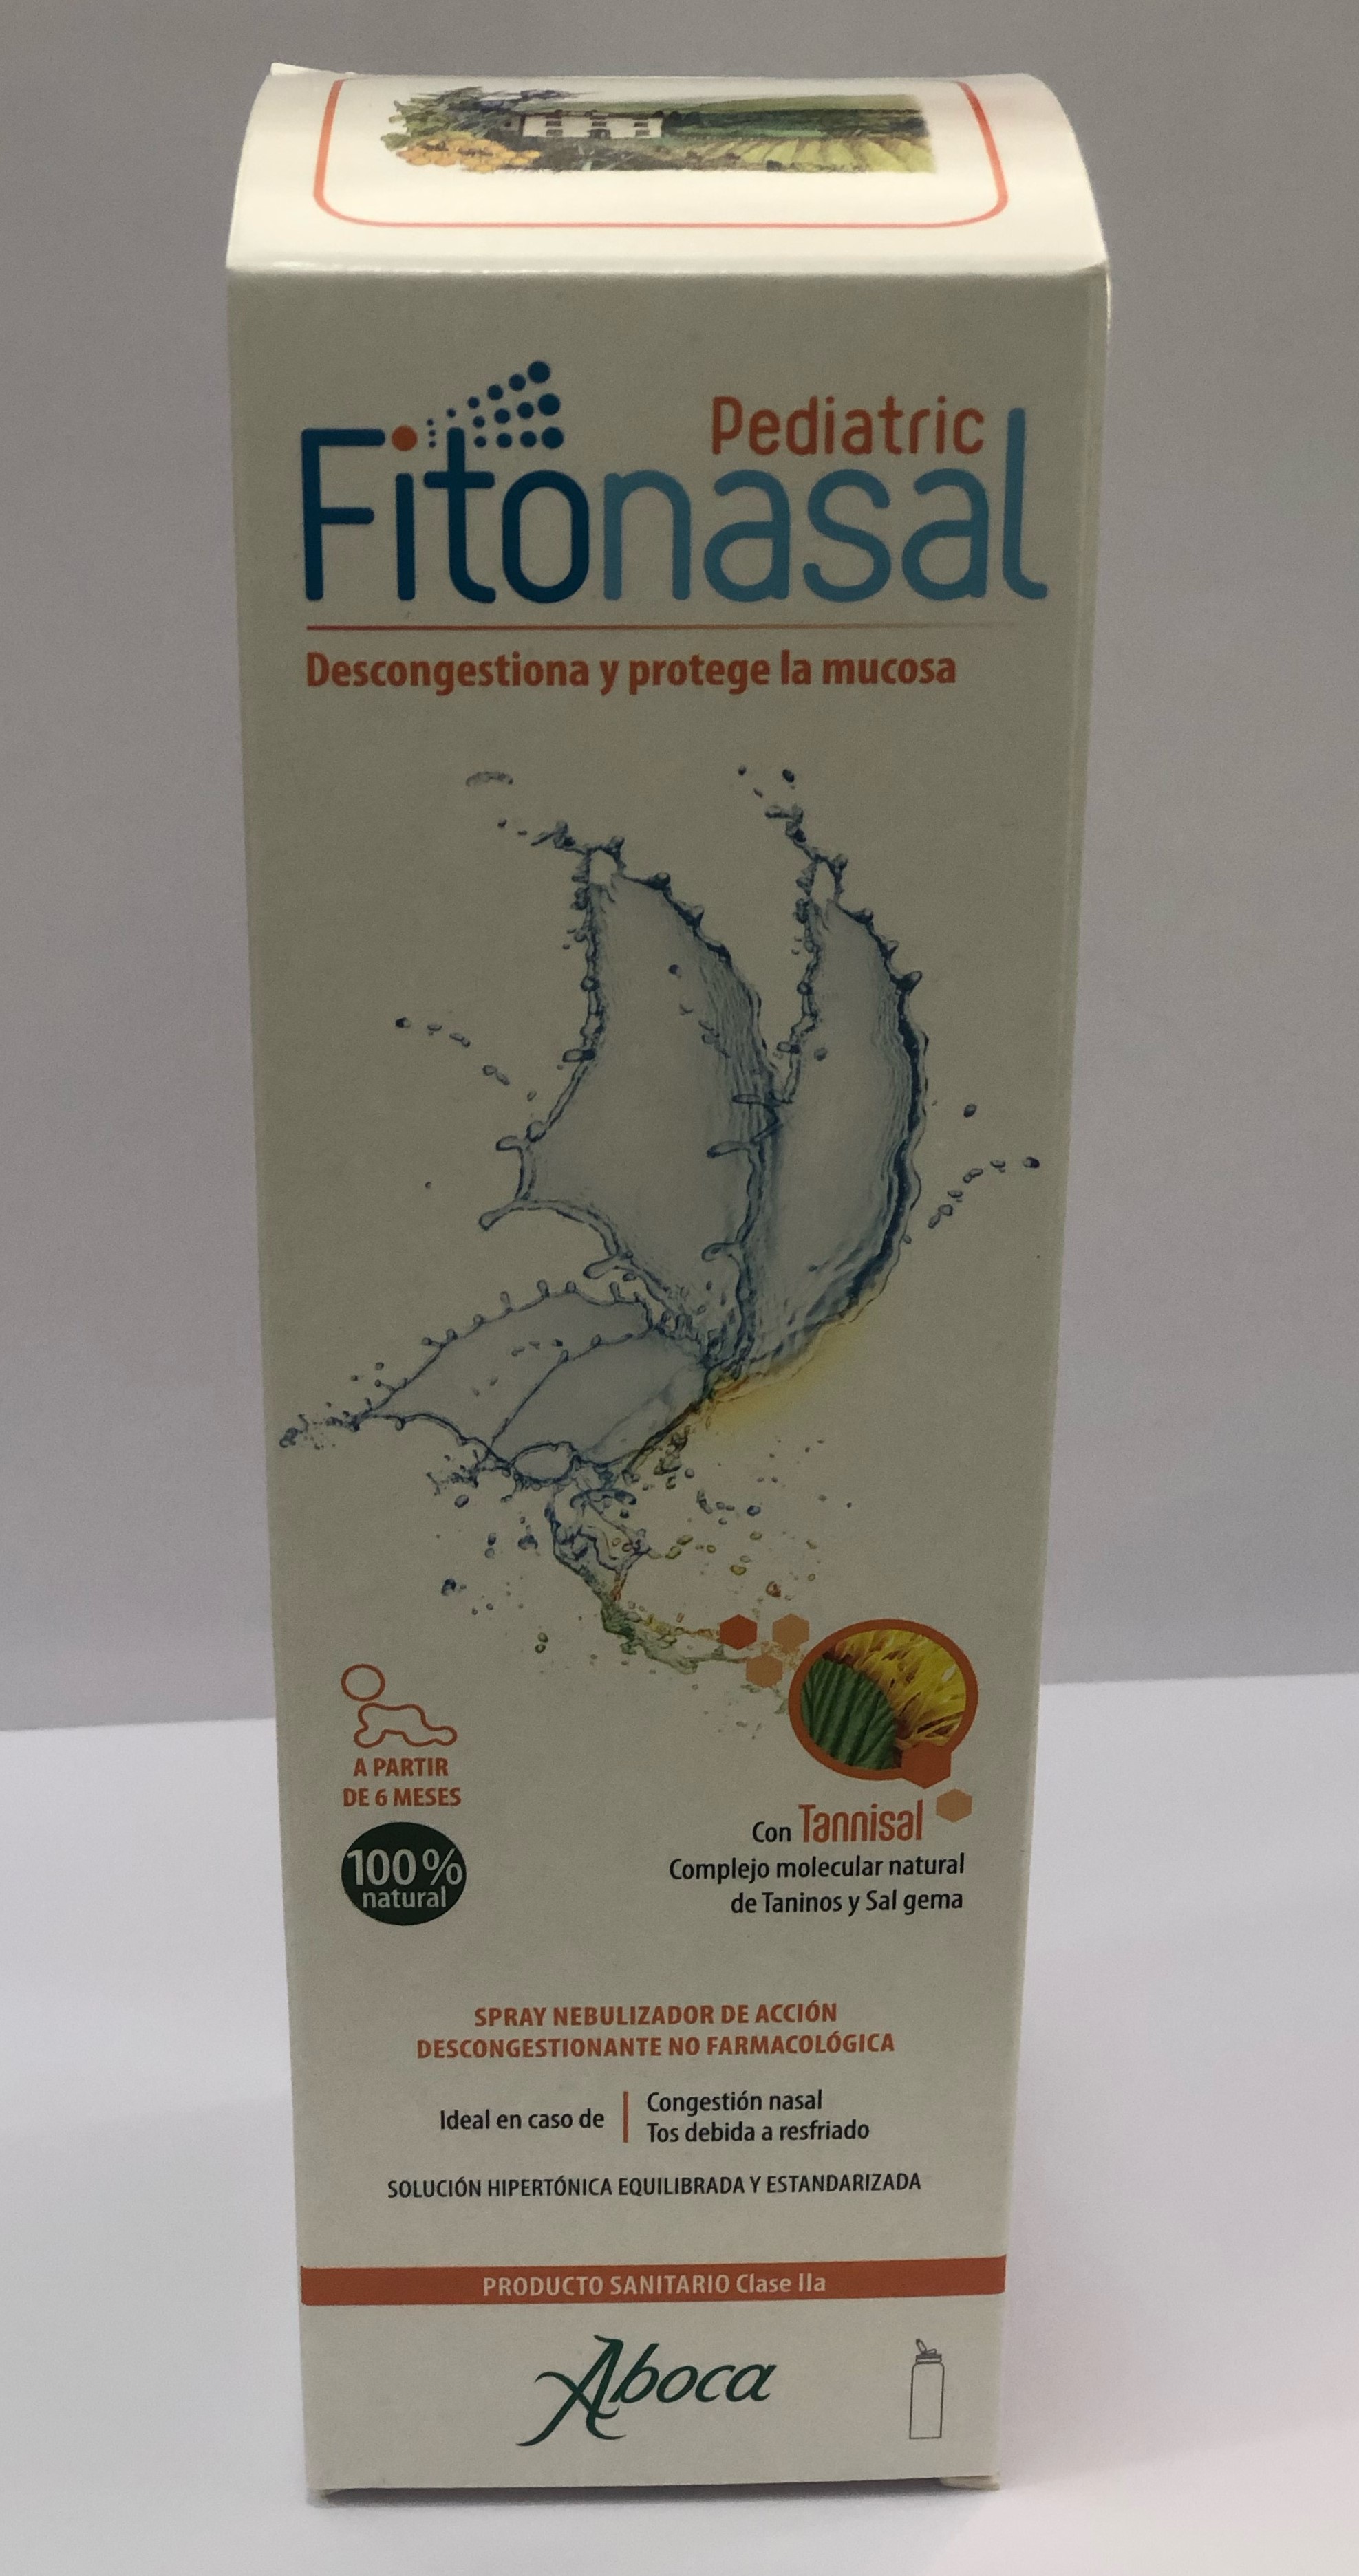 Pediatric
Fitonasal
Descongestiona y protege la mucosa
A PARTIR
DE 6 MESES
100%
natural
Con Tannisal
Complejo molecular natural
de Taninos y Sal gema
SPRAY NEBULIZADOR DE ACCIÓN
DESCONGESTIONANTE NO FARMACOLÓGICA
Ideal en caso de
Congestión nasal
Tos debida a resfriado
SOLUCIÓN HIPERTÓNICA EQUILIBRADA Y ESTANDARIZADA
PRODUCTO SANITARIO Clase IIa
Aboca